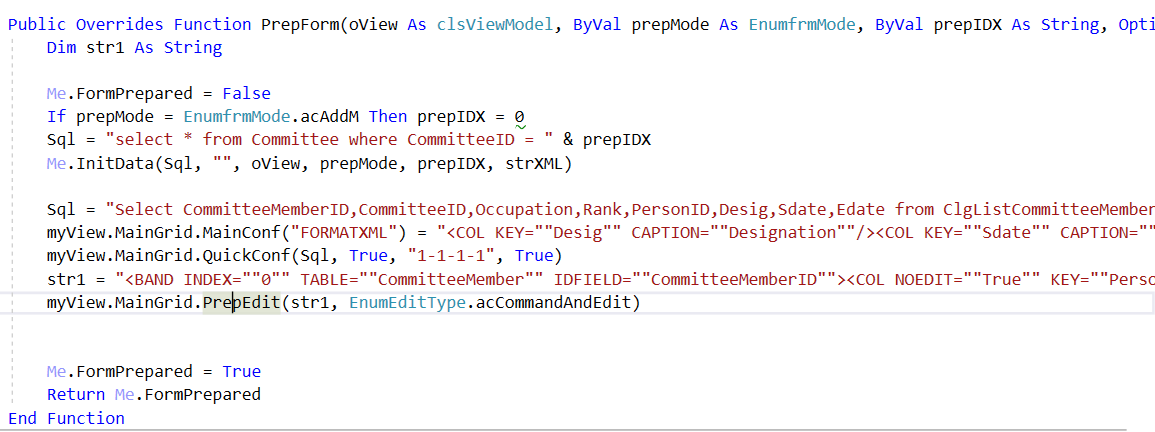 Public Overrides Function PrepForm(oView As clsViewModel, ByVal prepMode As EnumfrmMode, ByVal prepIDX As String, Opti
Dim str1 As String
Me.FormPrepared = False
If prepMode = EnumfrmMode.acAddM Then prepIDX = 0
Sql = "select * from Committee where CommitteeID = " & prepIDX
Me.InitData(Sql, "", oView, prepMode, prepIDX, strXML)
Sql = "Select CommitteeMemberID,CommitteeID,Occupation,Rank,PersonID,Desig,Sdate,Edate from ClgListCommitteeMember
myView.MainGrid.MainConf("FORMATXML") = "<COL KEY=""Desig"" CAPTION=""Designation""/><COL KEY=""Sdate"" CAPTION=""
myView.MainGrid.QuickConf(Sql, True, "1-1-1-1", True)
str1 = "<BAND INDEX=""0"" TABLE=""CommitteeMember"" IDFIELD=""CommitteeMemberID""><COL NOEDIT=""True"" KEY=""Perso
myView.MainGrid.PrepEdit(str1, EnumEditType.acCommandAndEdit)
Me.FormPrepared = True
Return Me.FormPrepared
End Function